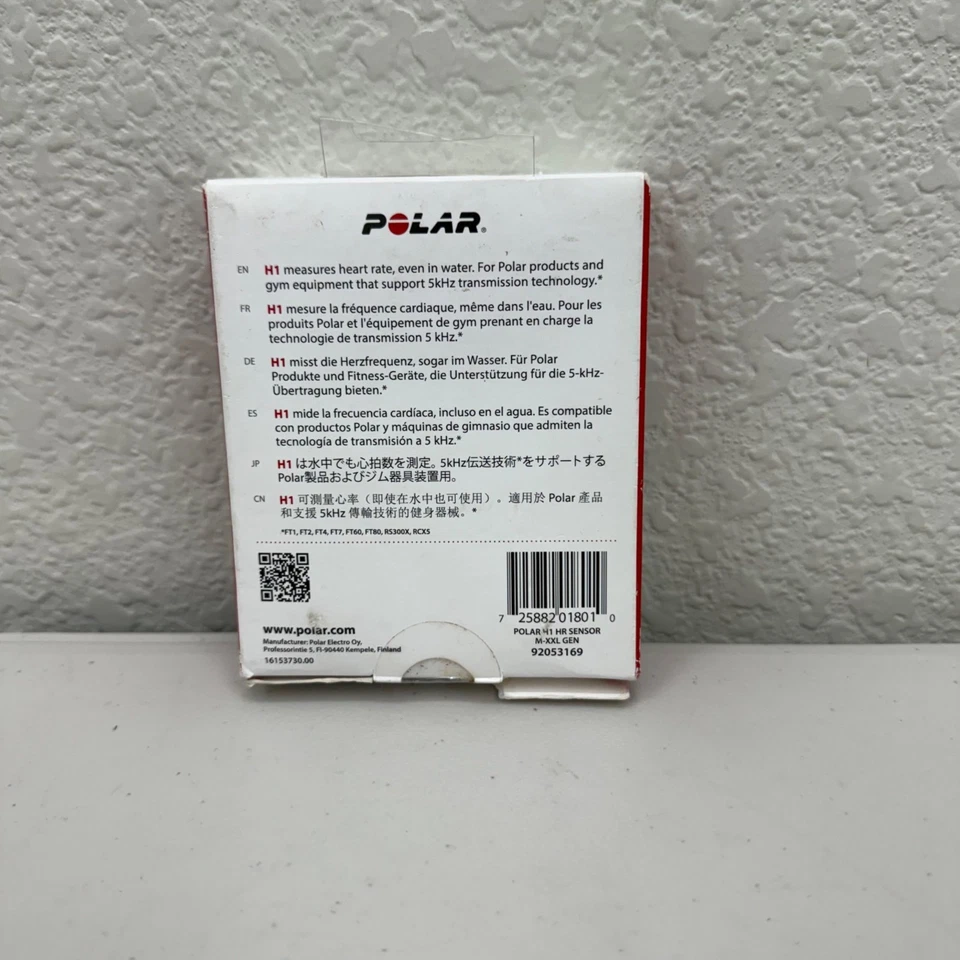 POLAR®
EN H1 measures heart rate, even in water. For Polar products and
gym equipment that support 5kHz transmission technology.*
FR H1 mesure la fréquence cardiaque, même dans l'eau. Pour les
produits Polar et l'équipement de gym prenant en charge la
technologie de transmission 5 kHz.*
DE H1 misst die Herzfrequenz, sogar im Wasser. Für Polar
Produkte und Fitness-Geräte, die Unterstützung für die 5-kHz-
Übertragung bieten.*
ES H1 mide la frecuencia cardíaca, incluso en el agua. Es compatible
con productos Polar y máquinas de gimnasio que admiten la
tecnología de transmisión a 5 kHz.*
JP H1 は水中でも心拍数を測定。5kHz伝送技術*をサポートする
Polar製品およびジム器具装置用。
CN H1 可測量心率（即使在水中也可使用）。適用於 Polar 產品
和支援 5kHz 傳輸技術的健身器械。*
*FT1, FT2, FT4, FT7, FT60, FT80, RS300X, RCX5
www.polar.com
Manufacturer: Polar Electro Oy,
Professorintie 5, FI-90440 Kempele, Finland
16153730.00
7 25882 01801 0
POLAR H1 HR SENSOR
M-XXL GEN
92053169